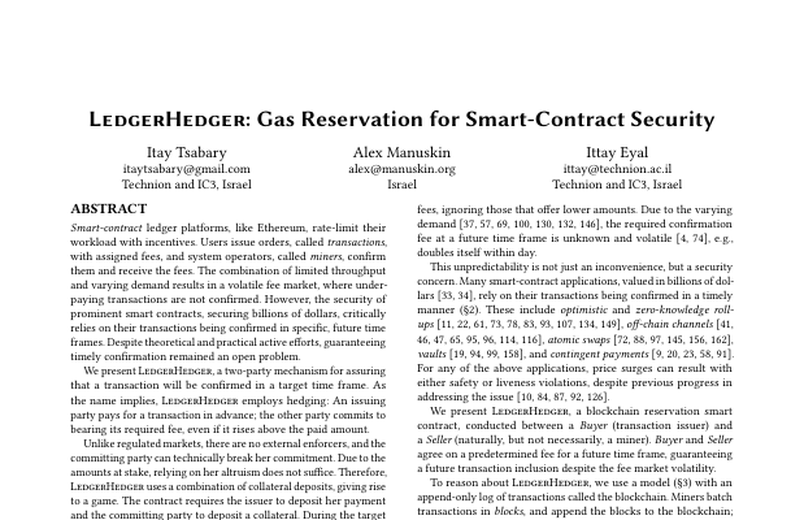 LedgerHedger: Gas Reservation for Smart-Contract Security
Itay Tsabary
itaytsabary@gmail.com
Technion and IC3, Israel
Alex Manuskin
alex@manuskin.org
Israel
Ittay Eyal
ittay@technion.ac.il
Technion and IC3, Israel
ABSTRACT
Smart-contract ledger platforms, like Ethereum, rate-limit their
workload with incentives. Users issue orders, called transactions,
with assigned fees, and system operators, called miners, confirm
them and receive the fees. The combination of limited throughput
and varying demand results in a volatile fee market, where under-
paying transactions are not confirmed. However, the security of
prominent smart contracts, securing billions of dollars, critically
relies on their transactions being confirmed in specific, future time
frames. Despite theoretical and practical active efforts, guaranteeing
timely confirmation remained an open problem.
We present LedgerHedger, a two-party mechanism for assuring
that a transaction will be confirmed in a target time frame. As
the name implies, LedgerHedger employs hedging: An issuing
party pays for a transaction in advance; the other party commits to
bearing its required fee, even if it rises above the paid amount.
Unlike regulated markets, there are no external enforcers, and the
committing party can technically break her commitment. Due to the
amounts at stake, relying on her altruism does not suffice. Therefore,
LedgerHedger uses a combination of collateral deposits, giving rise
to a game. The contract requires the issuer to deposit her payment
and the committing party to deposit a collateral. During the target
fees, ignoring those that offer lower amounts. Due to the varying
demand [37, 57, 69, 100, 130, 132, 146], the required confirmation
fee at a future time frame is unknown and volatile [4, 74], e.g.,
doubles itself within day.
This unpredictability is not just an inconvenience, but a security
concern. Many smart-contract applications, valued in billions of dol-
lars [33, 34], rely on their transactions being confirmed in a timely
manner (§2). These include optimistic and zero-knowledge roll-
ups [11, 22, 61, 73, 78, 83, 93, 107, 134, 149], off-chain channels [41,
46, 47, 65, 95, 96, 114, 116], atomic swaps [72, 88, 97, 145, 156, 162],
vaults [19, 94, 99, 158], and contingent payments [9, 20, 23, 58, 91].
For any of the above applications, price surges can result with
either safety or liveness violations, despite previous progress in
addressing the issue [10, 84, 87, 92, 126].
We present LedgerHedger, a blockchain reservation smart
contract, conducted between a Buyer (transaction issuer) and
a Seller (naturally, but not necessarily, a miner). Buyer and Seller
agree on a predetermined fee for a future time frame, guaranteeing
a future transaction inclusion despite the fee market volatility.
To reason about LedgerHedger, we use a model (§3) with an
append-only log of transactions called the blockchain. Miners batch
transactions in blocks, and append the blocks to the blockchain;